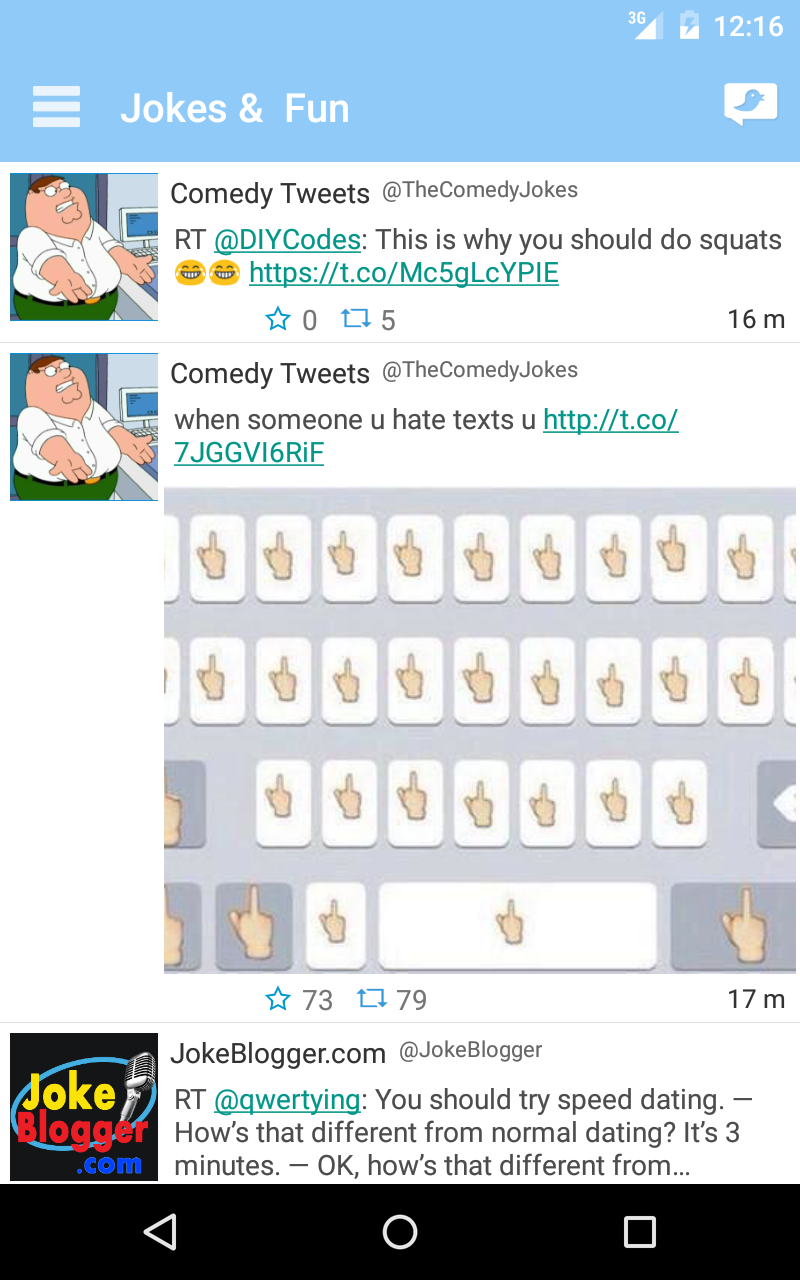 3G 12:16
Jokes & Fun
Comedy Tweets @TheComedyJokes
RT @DIYCodes: This is why you should do squats
😂😂 https://t.co/Mc5gLcYPIE
0 5 16 m
Comedy Tweets @TheComedyJokes
when someone u hate texts u http://t.co/
7JGGVI6RiF
73 79 17 m
JokeBlogger.com @JokeBlogger
Joke
Blogger
.com
RT @qwertying: You should try speed dating. —
How’s that different from normal dating? It’s 3
minutes. — OK, how’s that different from…